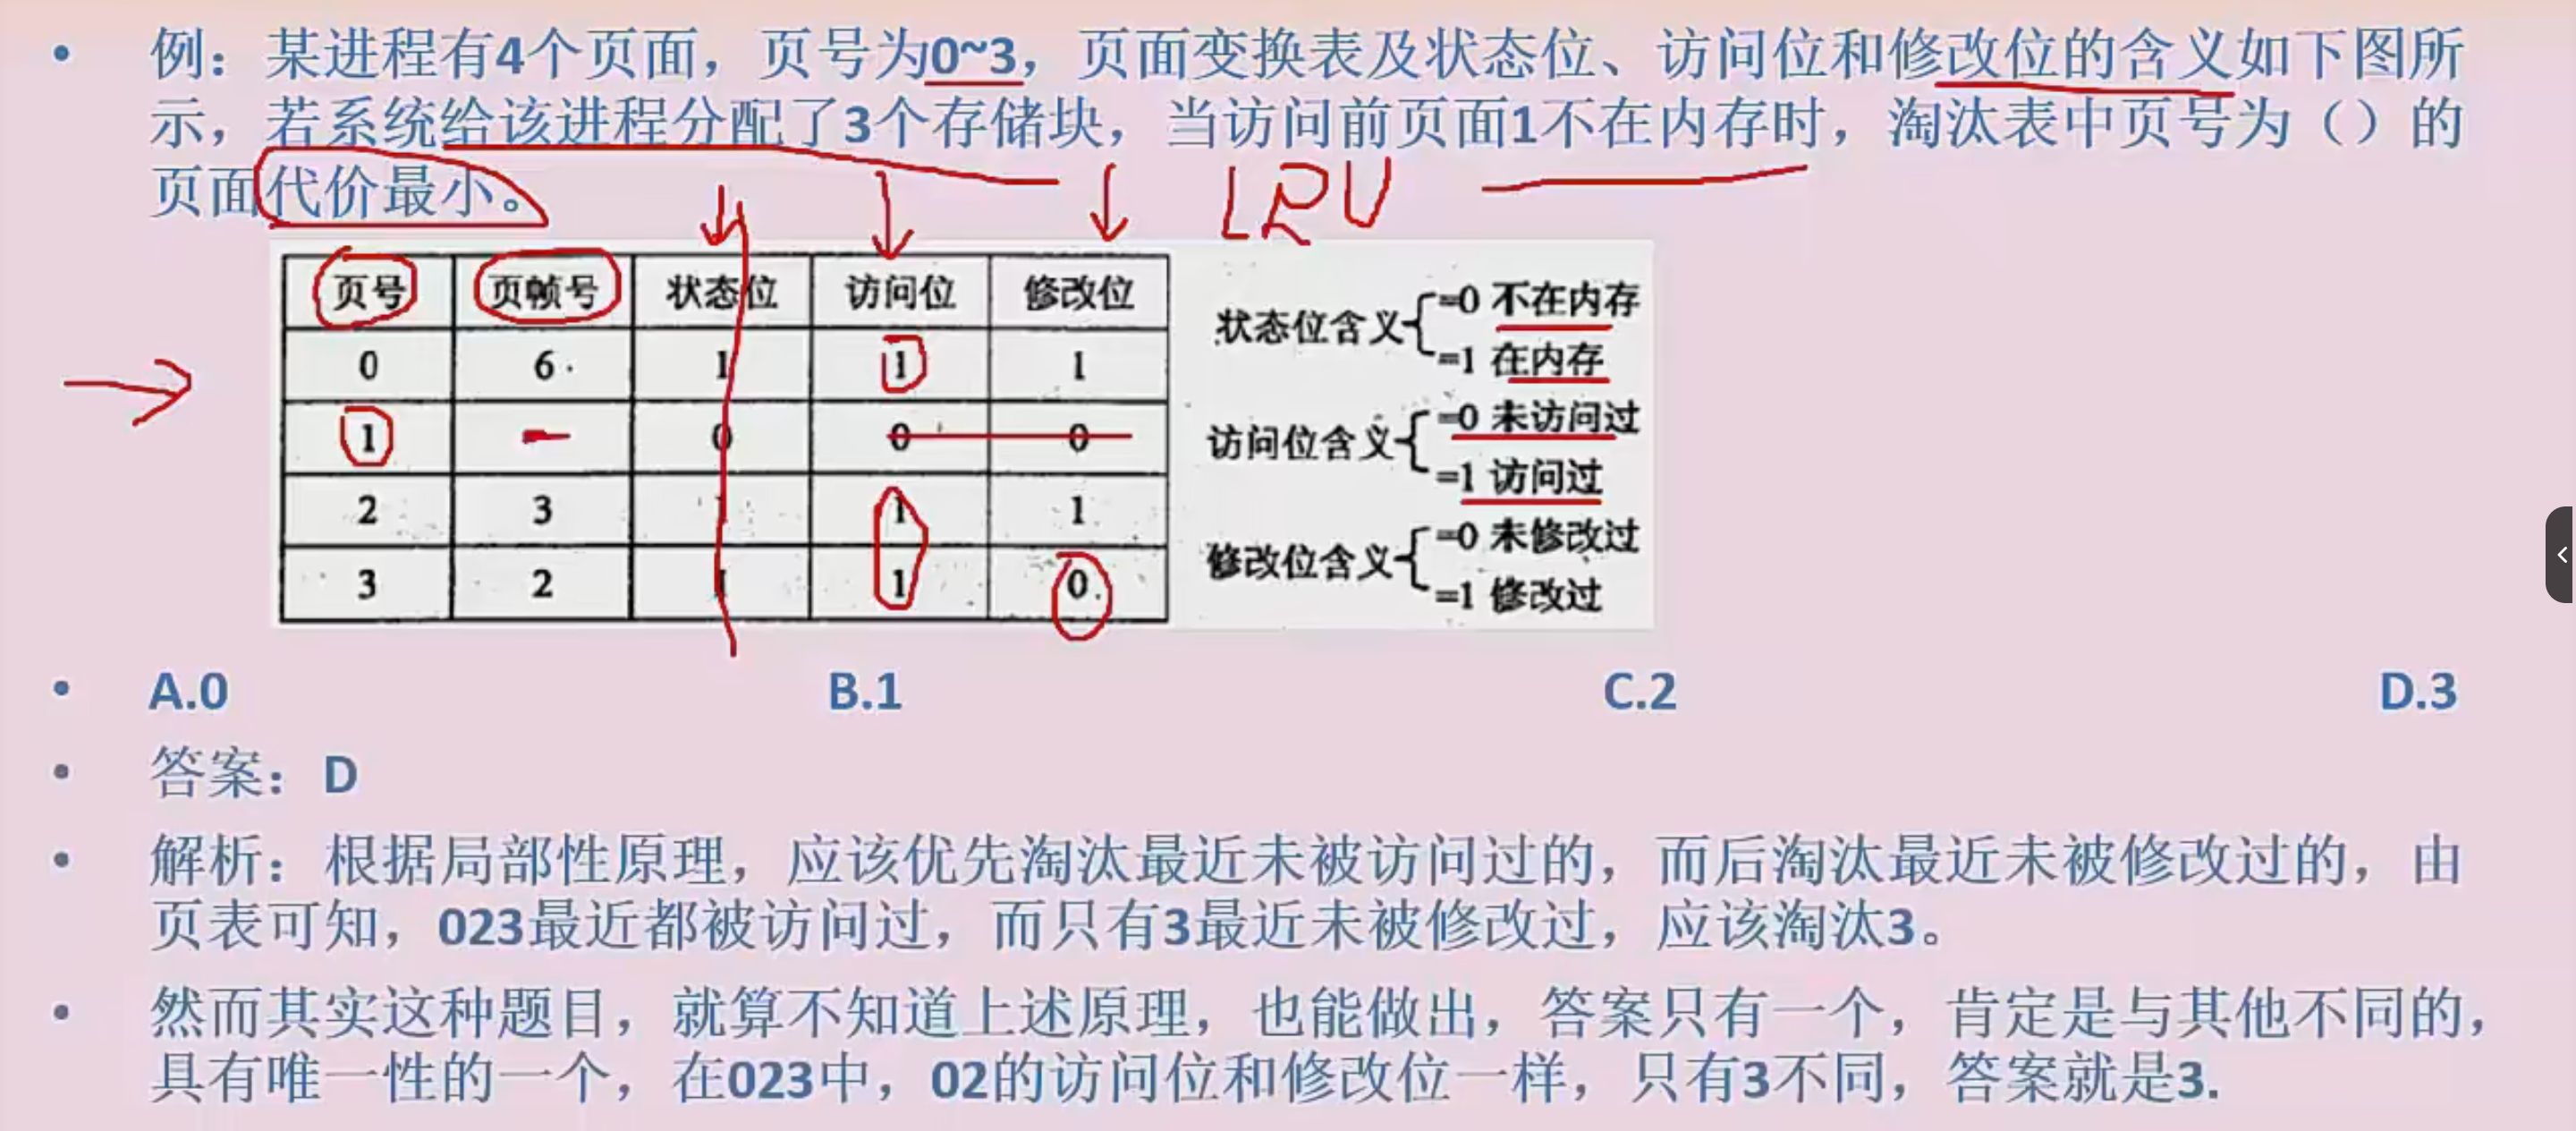 • 例：某进程有4个页面，页号为0~3，页面变换表及状态位、访问位和修改位的含义如下图所
示，若系统给该进程分配了3个存储块，当访问前页面1不在内存时，淘汰表中页号为（）的
页面代价最小。
LRU
页号 页帧号 状态位 访问位 修改位
0 6 1 1 1
1 - 0 0 0
2 3 1 1 1
3 2 1 1 0
状态位含义 =0 不在内存
=1 在内存
访问位含义 =0 未访问过
=1 访问过
修改位含义 =0 未修改过
=1 修改过
• A.0 B.1 C.2 D.3
• 答案：D
• 解析：根据局部性原理，应该优先淘汰最近未被访问过的，而后淘汰最近未被修改过的，由
页表可知，023最近都被访问过，而只有3最近未被修改过，应该淘汰3。
• 然而其实这种题目，就算不知道上述原理，也能做出，答案只有一个，肯定是与其他不同的，
具有唯一性的一个，在023中，02的访问位和修改位一样，只有3不同，答案就是3.